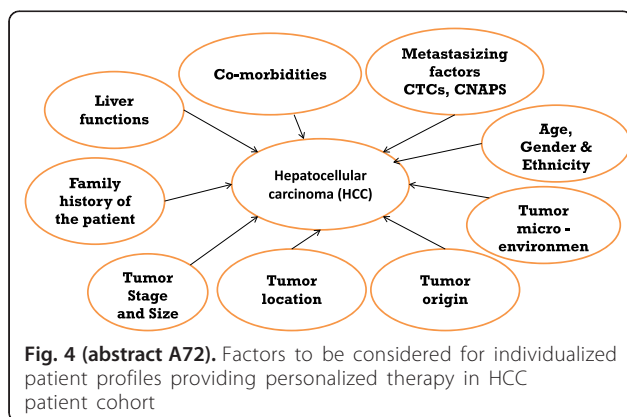 Co-morbidities
Metastasizing
factors
CTCs, CNAPS
Liver
functions
Age,
Gender &
Ethnicity
Hepatocellular
carcinoma (HCC)
Family
history of
the patient
Tumor
micro -
environmen
Tumor
Stage
and Size
Tumor
location
Tumor
origin
Fig. 4 (abstract A72). Factors to be considered for individualized
patient profiles providing personalized therapy in HCC
patient cohort